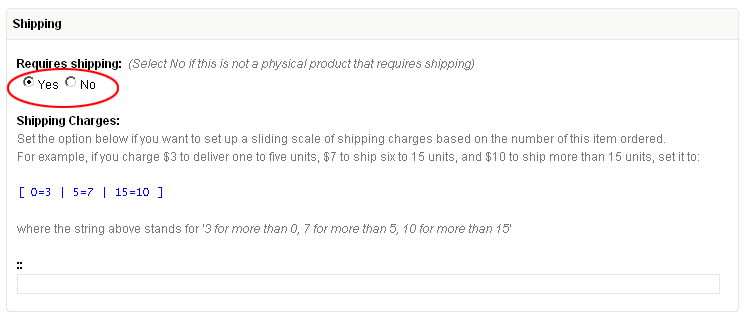 Shipping
Requires shipping: (Select No if this is not a physical product that requires shipping)
Yes No
Shipping Charges:
Set the option below if you want to set up a sliding scale of shipping charges based on the number of this item ordered.
For example, if you charge $3 to deliver one to five units, $7 to ship six to 15 units, and $10 to ship more than 15 units, set it to:
[ 0=3 | 5=7 | 15=10 ]
where the string above stands for '3 for more than 0, 7 for more than 5, 10 for more than 15'
::